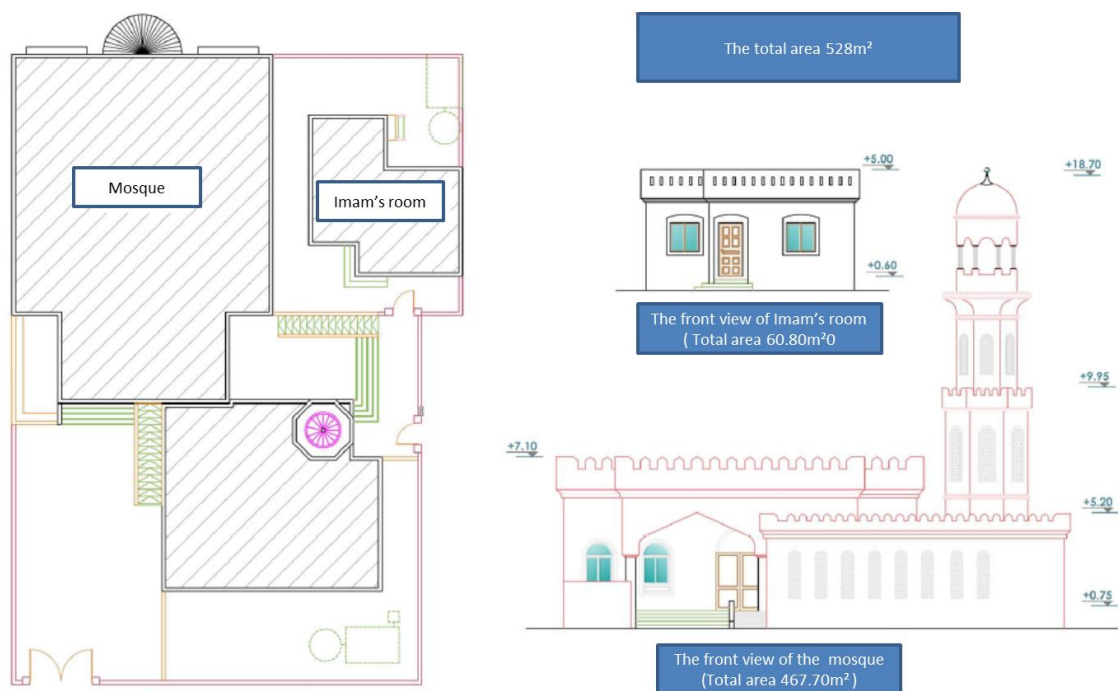 The total area 528m²
Mosque
Imam's room
+5.00
+18.70
+0.60
The front view of Imam's room
( Total area 60.80m²0
+9.95
+7.10
+5.20
+0.75
The front view of the  mosque
(Total area 467.70m² )